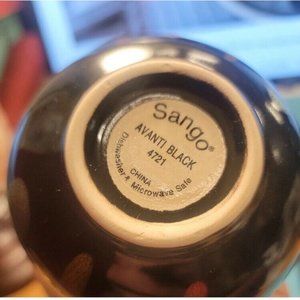 Sango®
AVANTI BLACK
4721
CHINA
Dishwasher & Microwave Safe